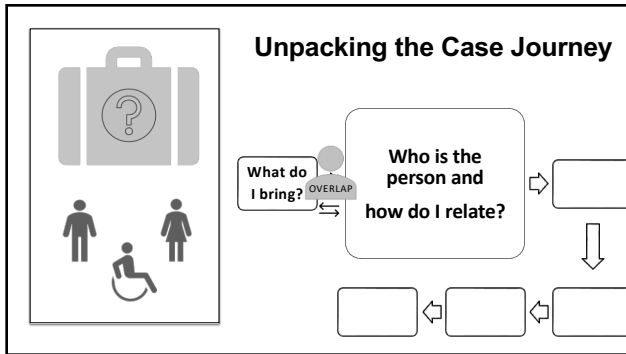 Unpacking the Case Journey
?
What do
I bring?
OVERLAP
Who is the
person and
how do I relate?